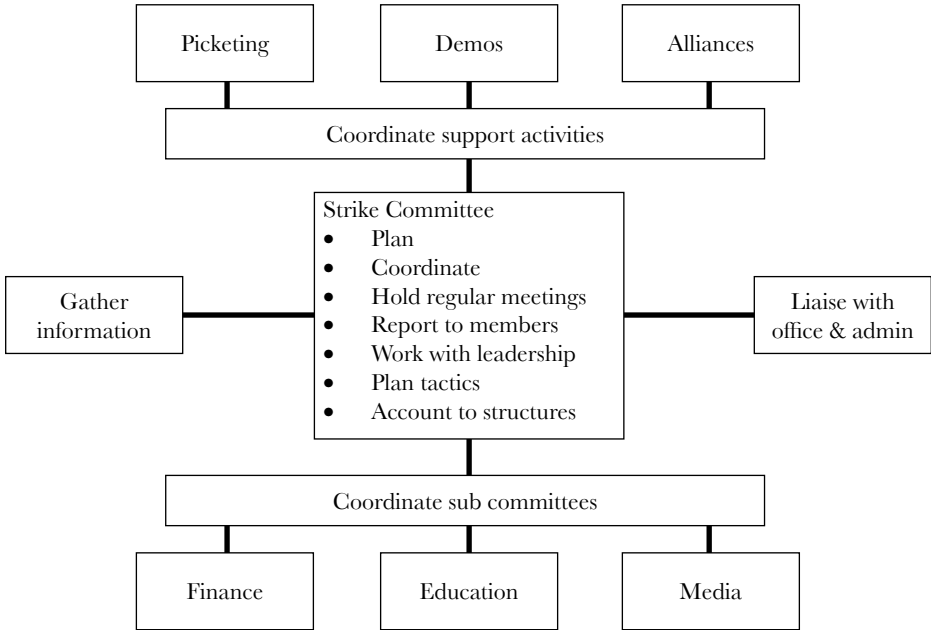 Picketing
Demos
Alliances
Coordinate support activities
Strike Committee
• Plan
• Coordinate
• Hold regular meetings
• Report to members
• Work with leadership
• Plan tactics
• Account to structures
Gather
information
Liaise with
office & admin
Coordinate sub committees
Finance
Education
Media